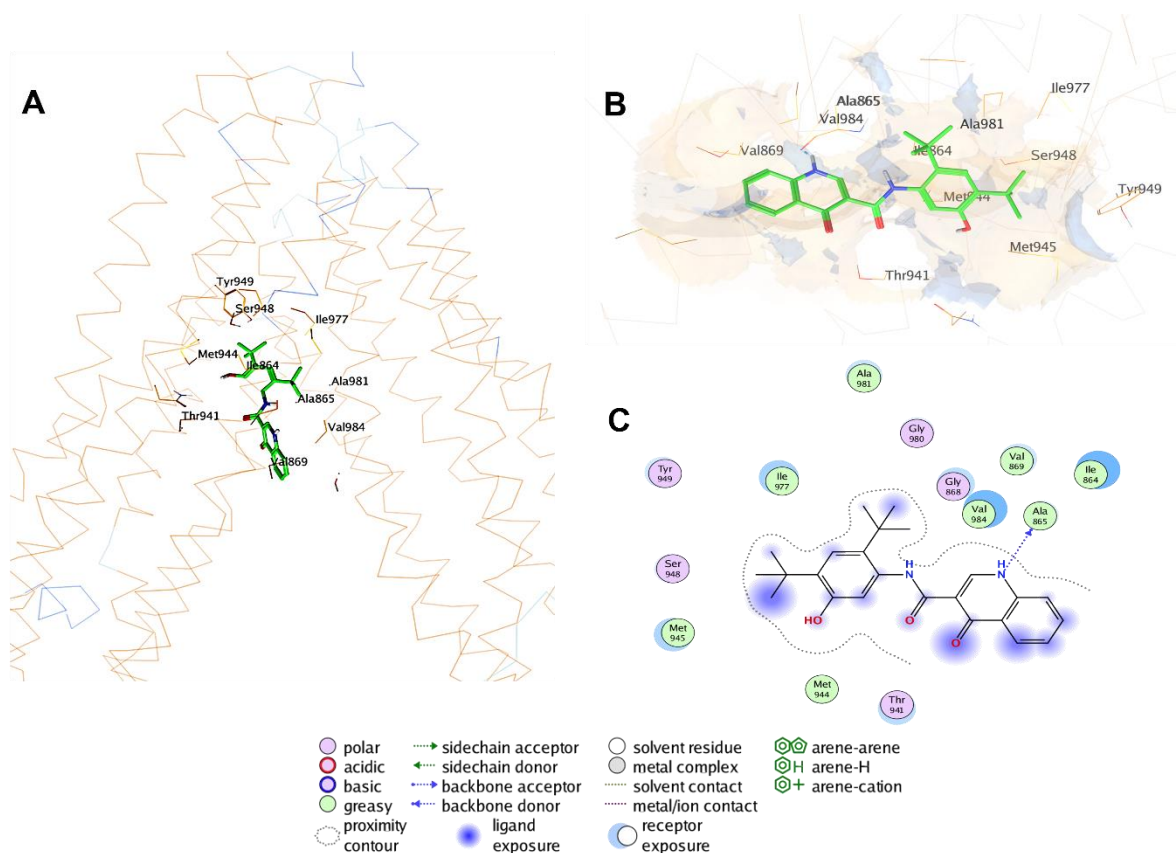 A
Tyr949
Ser948
Ile977
Met944
Ile864
Ala981
Ala865
Thr941
Val984
Val869
B
Ile977
Ala865
Val984
Ala981
Val869
Ile864
Ser948
Met944
Tyr949
Met945
Thr941
C
Ala
981
Gly
980
Val
869
Tyr
949
Ile
977
Gly
868
Ile
864
Val
984
Ala
865
H
N
H
N
Ser
948
O
HO
O
Met
945
Met
944
Thr
941
polar
sidechain acceptor
solvent residue
arene-arene
acidic
sidechain donor
metal complex
H arene-H
basic
backbone acceptor
solvent contact
+ arene-cation
greasy
backbone donor
metal/ion contact
proximity
contour
ligand
exposure
receptor
exposure